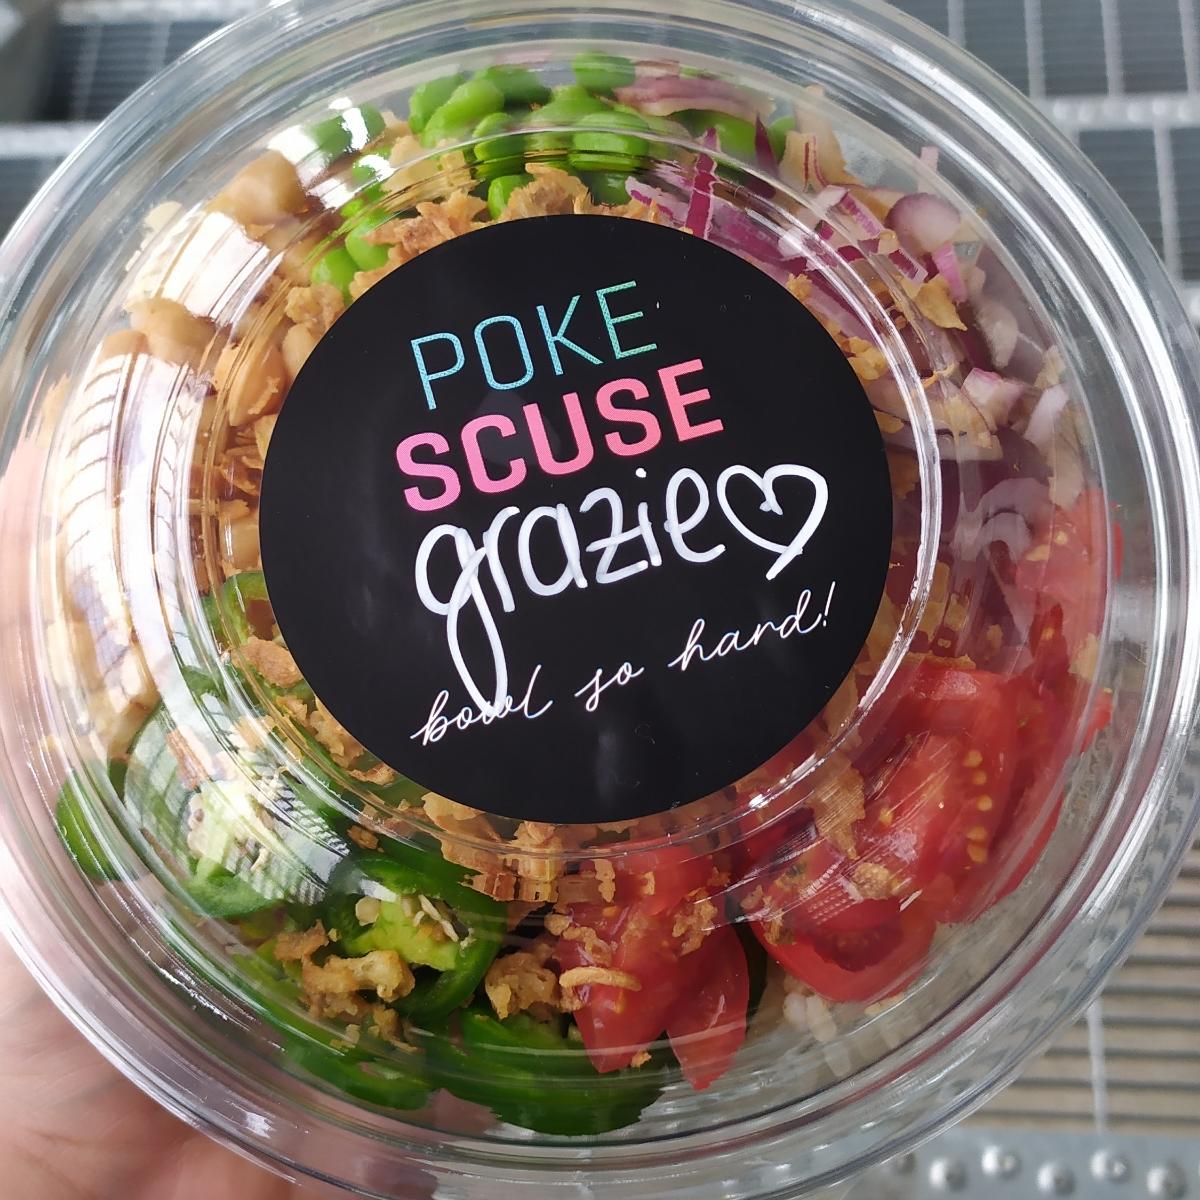 POKE
SCUSE
grazie
bowl so hard!